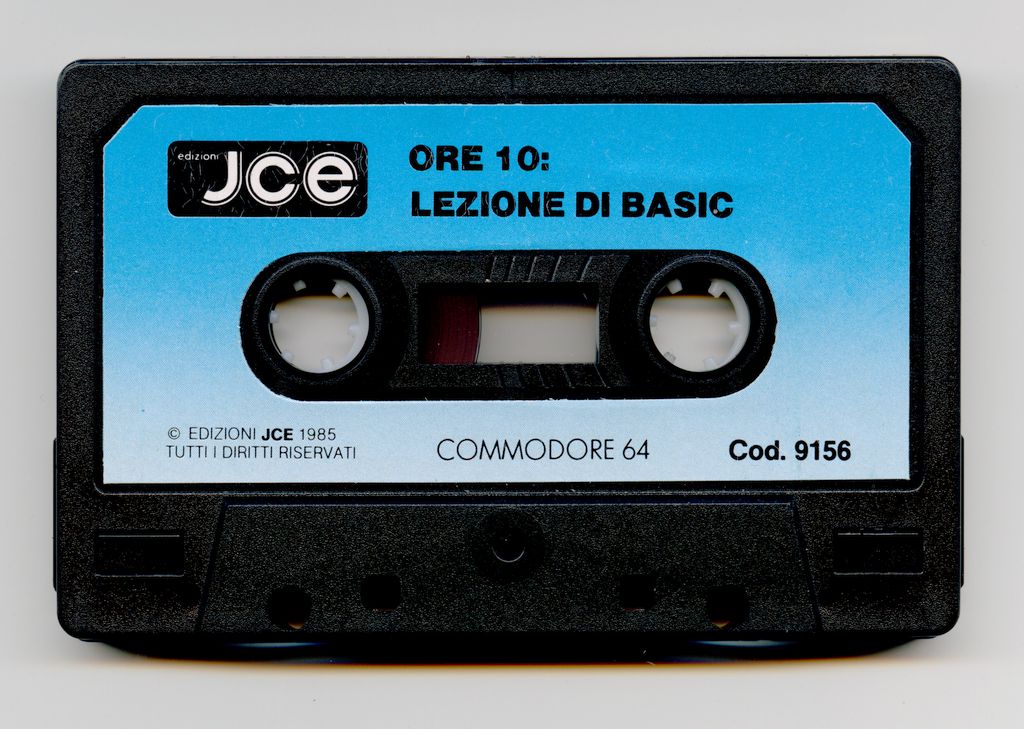 edizioni JCE
ORE 10:
LEZIONE DI BASIC
© EDIZIONI JCE 1985
TUTTI I DIRITTI RISERVATI
COMMODORE 64
Cod. 9156